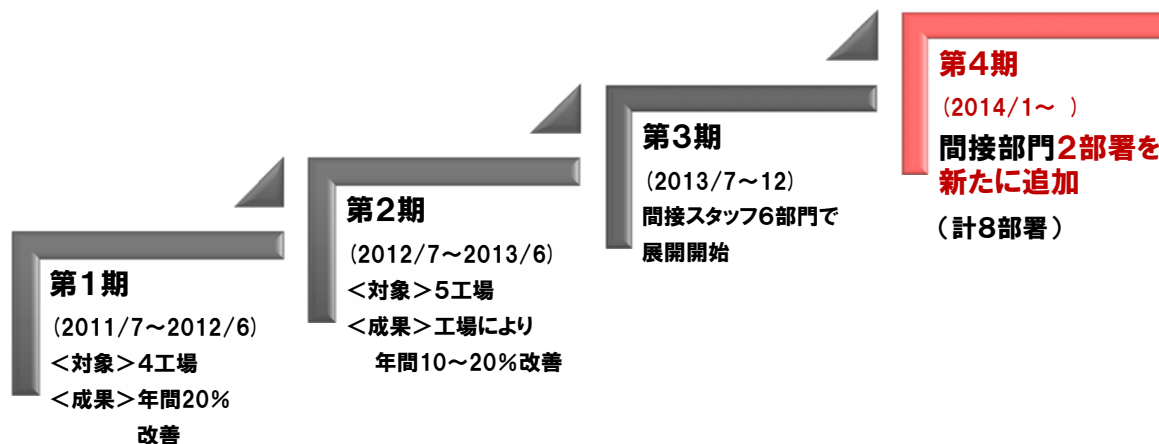 第1期
(2011/7～2012/6)
＜対象＞4工場
＜成果＞年間20%
改善
第2期
(2012/7～2013/6)
＜対象＞5工場
＜成果＞工場により
年間10～20%改善
第3期
(2013/7～12)
間接スタッフ6部門で
展開開始
第4期
(2014/1～ )
間接部門2部署を
新たに追加
(計8部署)